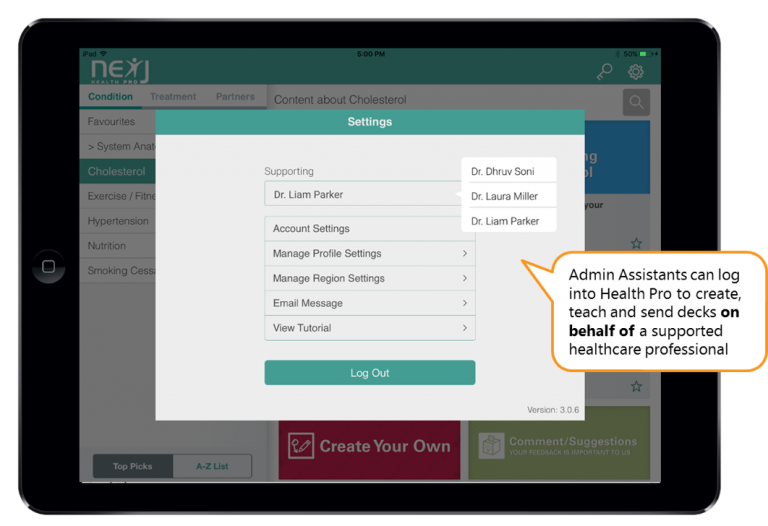 iPad
5:00 PM
50%
NEXJ
HEALTH PRO
Condition Treatment Partners
Content about Cholesterol
Favourites
Settings
> System Anat
Cholesterol
Supporting
Dr. Dhruv Soni
Exercise / Fitne
Dr. Liam Parker
Dr. Laura Miller
your
Hypertension
Account Settings
Dr. Liam Parker
Nutrition
Manage Profile Settings >
Smoking Cess
Manage Region Settings >
Email Message >
View Tutorial >
Admin Assistants can log
into Health Pro to create,
teach and send decks on
behalf of a supported
healthcare professional
Log Out
Version: 3.0.6
Create Your Own
Comment/Suggestions
YOUR FEEDBACK IS IMPORTANT TO US
Top Picks A-Z List